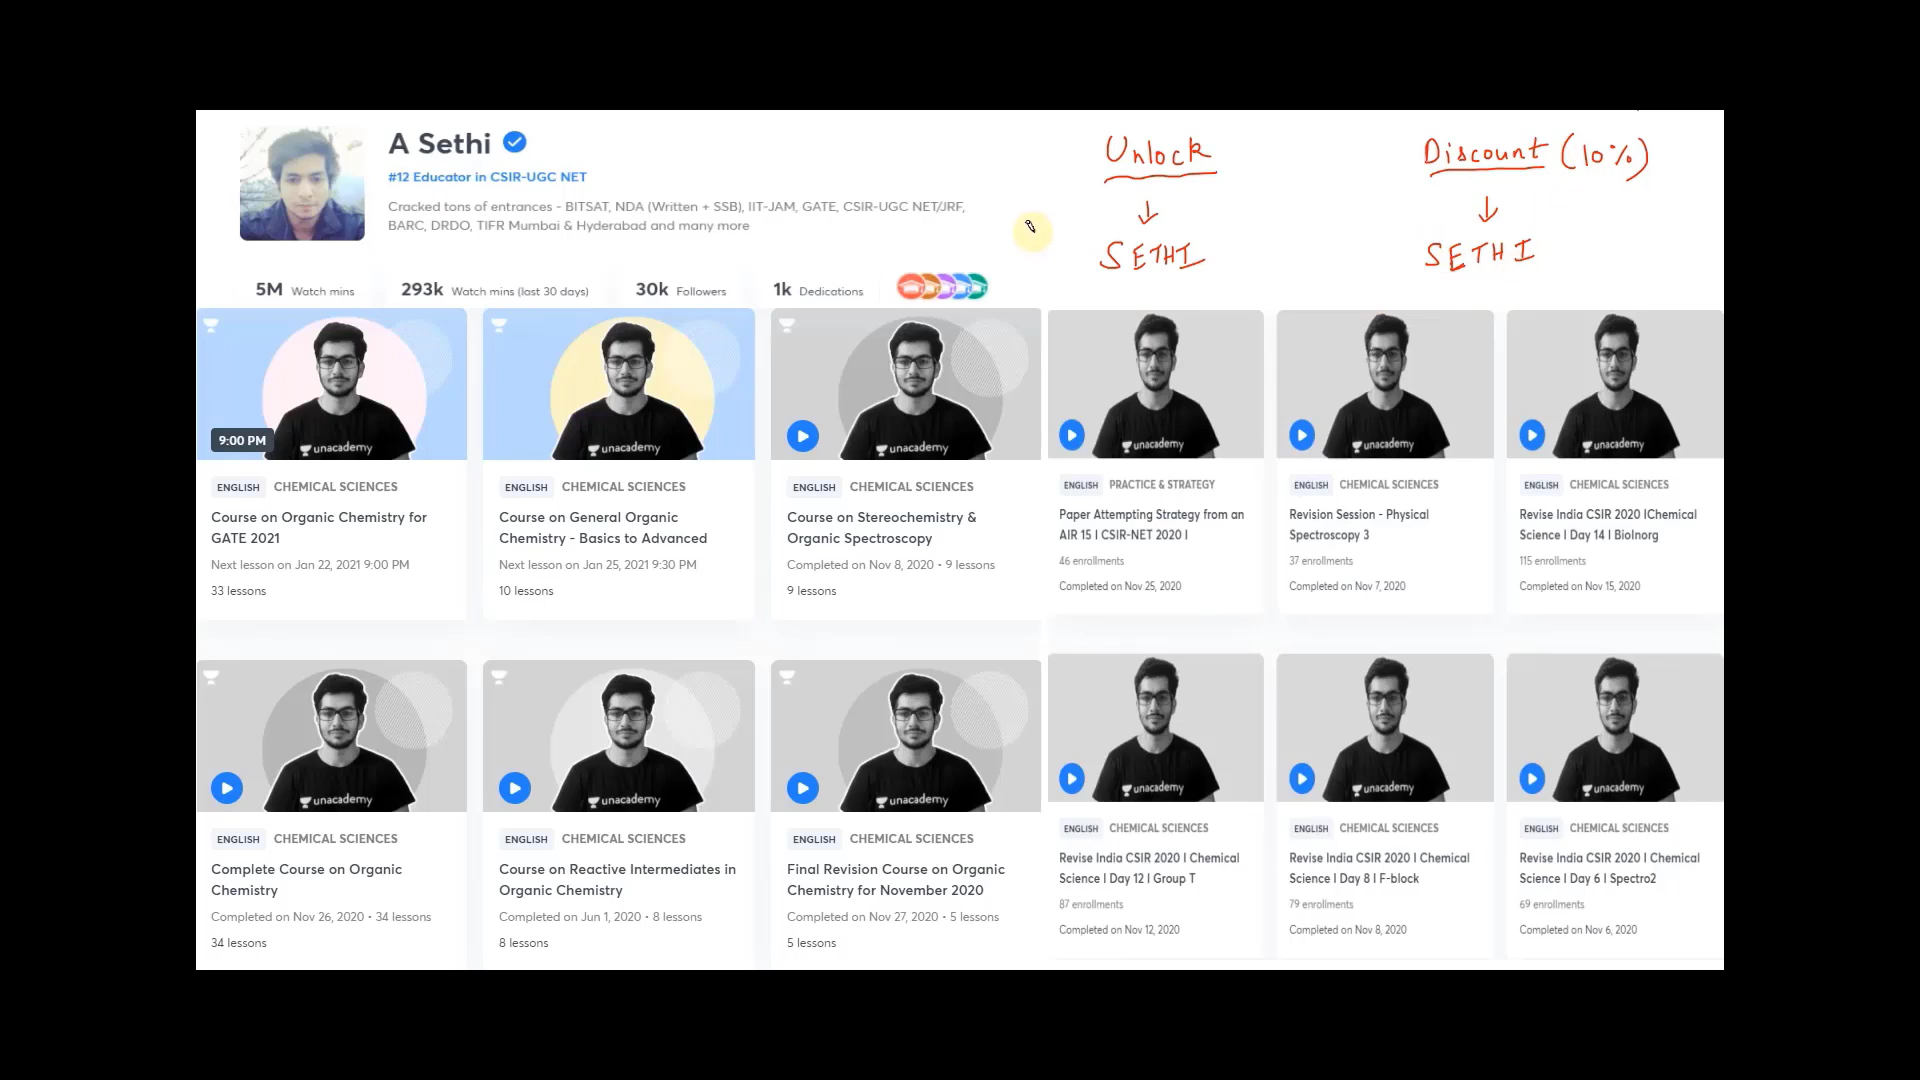 A Sethi
#12 Educator in CSIR-UGC NET
Cracked tons of entrances - BITSAT, NDA (Written + SSB), IIT-JAM, GATE, CSIR-UGC NET/JRF,
BARC, DRDO, TIFR Mumbai & Hyderabad and many more
5M Watch mins
293k Watch mins (last 30 days)
30k Followers
1k Dedications
Unlock
↓
SETHI
Discount (10%)
↓
SETHI
9:00 PM
unacademy
ENGLISH CHEMICAL SCIENCES
Course on Organic Chemistry for
GATE 2021
Next lesson on Jan 22, 2021 9:00 PM
33 lessons
unacademy
ENGLISH CHEMICAL SCIENCES
Course on General Organic
Chemistry - Basics to Advanced
Next lesson on Jan 25, 2021 9:30 PM
10 lessons
unacademy
ENGLISH CHEMICAL SCIENCES
Course on Stereochemistry &
Organic Spectroscopy
Completed on Nov 8, 2020 • 9 lessons
9 lessons
unacademy
ENGLISH PRACTICE & STRATEGY
Paper Attempting Strategy from an
AIR 15 I CSIR-NET 2020 I
46 enrollments
Completed on Nov 25, 2020
unacademy
ENGLISH CHEMICAL SCIENCES
Revision Session - Physical
Spectroscopy 3
37 enrollments
Completed on Nov 7, 2020
unacademy
ENGLISH CHEMICAL SCIENCES
Revise India CSIR 2020 IChemical
Science I Day 14 I BioInorg
115 enrollments
Completed on Nov 15, 2020
unacademy
ENGLISH CHEMICAL SCIENCES
Complete Course on Organic
Chemistry
Completed on Nov 26, 2020 • 34 lessons
34 lessons
unacademy
ENGLISH CHEMICAL SCIENCES
Course on Reactive Intermediates in
Organic Chemistry
Completed on Jun 1, 2020 • 8 lessons
8 lessons
unacademy
ENGLISH CHEMICAL SCIENCES
Final Revision Course on Organic
Chemistry for November 2020
Completed on Nov 27, 2020 • 5 lessons
5 lessons
unacademy
ENGLISH CHEMICAL SCIENCES
Revise India CSIR 2020 I Chemical
Science I Day 12 I Group T
87 enrollments
Completed on Nov 12, 2020
unacademy
ENGLISH CHEMICAL SCIENCES
Revise India CSIR 2020 I Chemical
Science I Day 8 I F-block
79 enrollments
Completed on Nov 8, 2020
unacademy
ENGLISH CHEMICAL SCIENCES
Revise India CSIR 2020 I Chemical
Science I Day 6 I Spectro2
69 enrollments
Completed on Nov 6, 2020